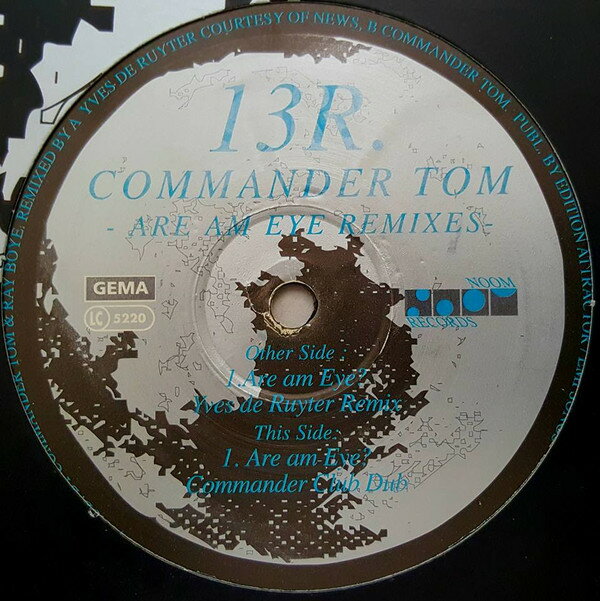 COMMANDER TOM & RAY BOYE. REMIXED BY A YVES DE RUYTER COURTESY OF NEWS, B COMMANDER TOM. PUBL. BY EDITION ATTRACTOR
13R.
COMMANDER TOM
- ARE AM EYE REMIXES-
GEMA
LC 5220
NOOM
RECORDS
Other Side :
1.Are am Eye?
Yves de Ruyter Remix
This Side:
1. Are am Eye?
Commander Club Dub